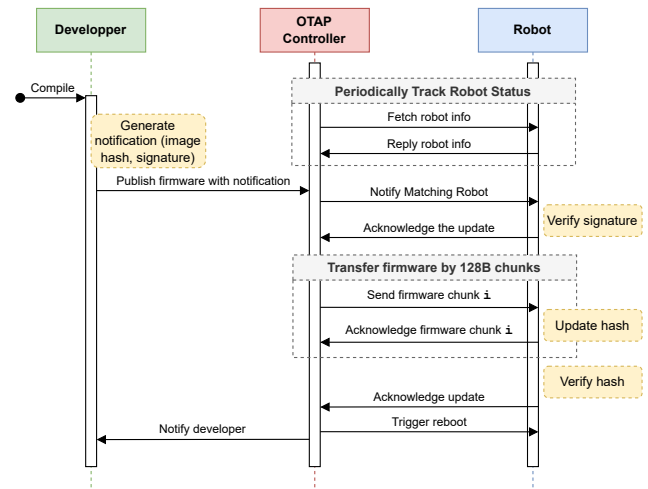 Developper
OTAP
Controller
Robot
Compile
Periodically Track Robot Status
Fetch robot info
Generate
notification (image
hash, signature)
Reply robot info
Publish firmware with notification
Notify Matching Robot
Verify signature
Acknowledge the update
Transfer firmware by 128B chunks
Send firmware chunk i
Update hash
Acknowledge firmware chunk i
Verify hash
Acknowledge update
Trigger reboot
Notify developer